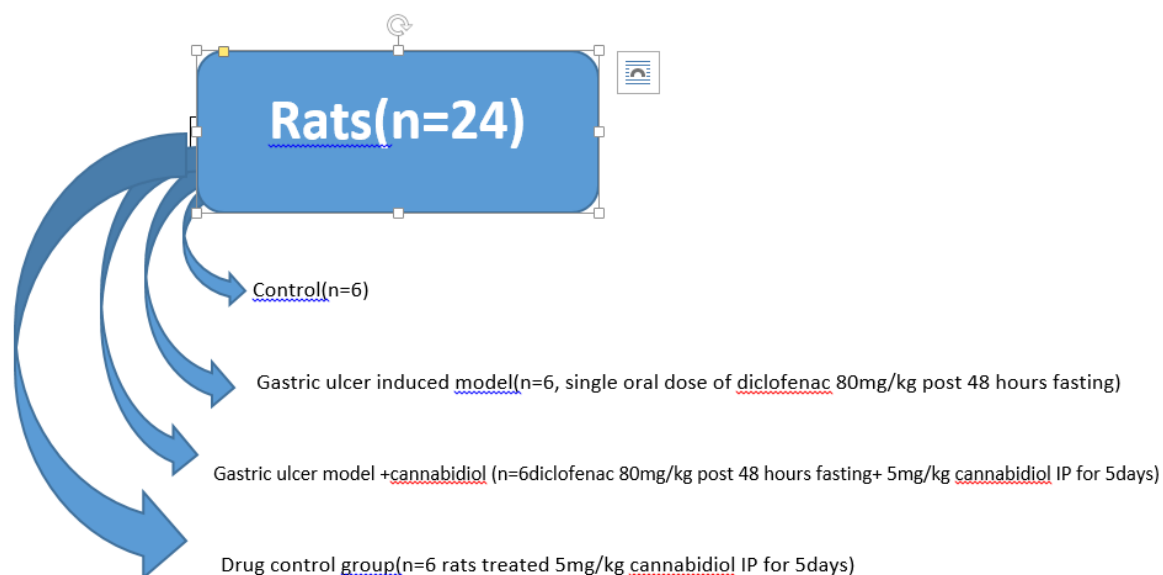 Rats(n=24)
Control(n=6)
Gastric ulcer induced model(n=6, single oral dose of diclofenac 80mg/kg post 48 hours fasting)
Gastric ulcer model +cannabidiol (n=6diclofenac 80mg/kg post 48 hours fasting+ 5mg/kg cannabidiol IP for 5days)
Drug control group(n=6 rats treated 5mg/kg cannabidiol IP for 5days)